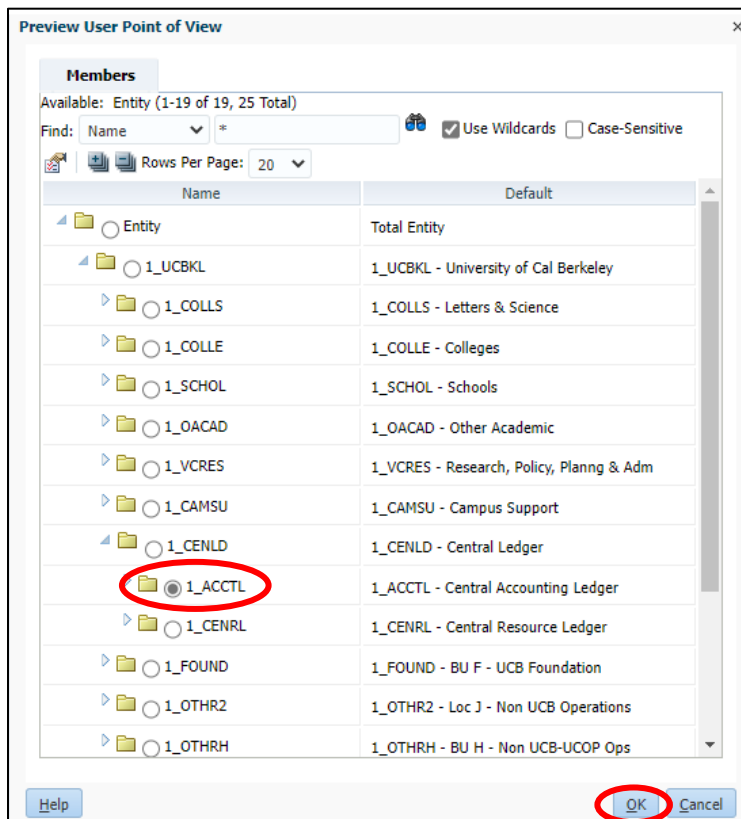 Preview User Point of View ×
Members
Available: Entity (1-19 of 19, 25 Total)
Find: Name * Use Wildcards Case-Sensitive
Rows Per Page: 20
Name Default
Entity Total Entity
1_UCBKL 1_UCBKL - University of Cal Berkeley
1_COLLS 1_COLLS - Letters & Science
1_COLLE 1_COLLE - Colleges
1_SCHOL 1_SCHOL - Schools
1_OACAD 1_OACAD - Other Academic
1_VCRES 1_VCRES - Research, Policy, Planng & Adm
1_CAMSU 1_CAMSU - Campus Support
1_CENLD 1_CENLD - Central Ledger
1_ACCTL 1_ACCTL - Central Accounting Ledger
1_CENRL 1_CENRL - Central Resource Ledger
1_FOUND 1_FOUND - BU F - UCB Foundation
1_OTHR2 1_OTHR2 - Loc J - Non UCB Operations
1_OTHRH 1_OTHRH - BU H - Non UCB-UCOP Ops
Help OK Cancel